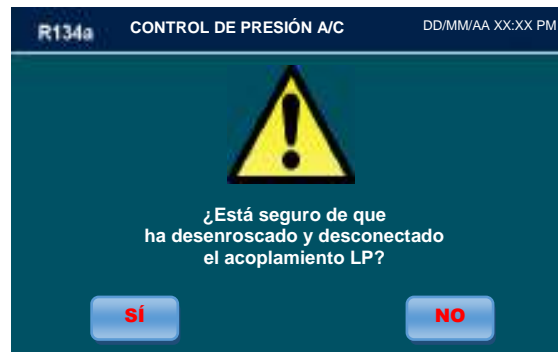 R134a CONTROL DE PRESIÓN A/C DD/MM/AA XX:XX PM
¿Está seguro de que
ha desenroscado y desconectado
el acoplamiento LP?
SÍ NO